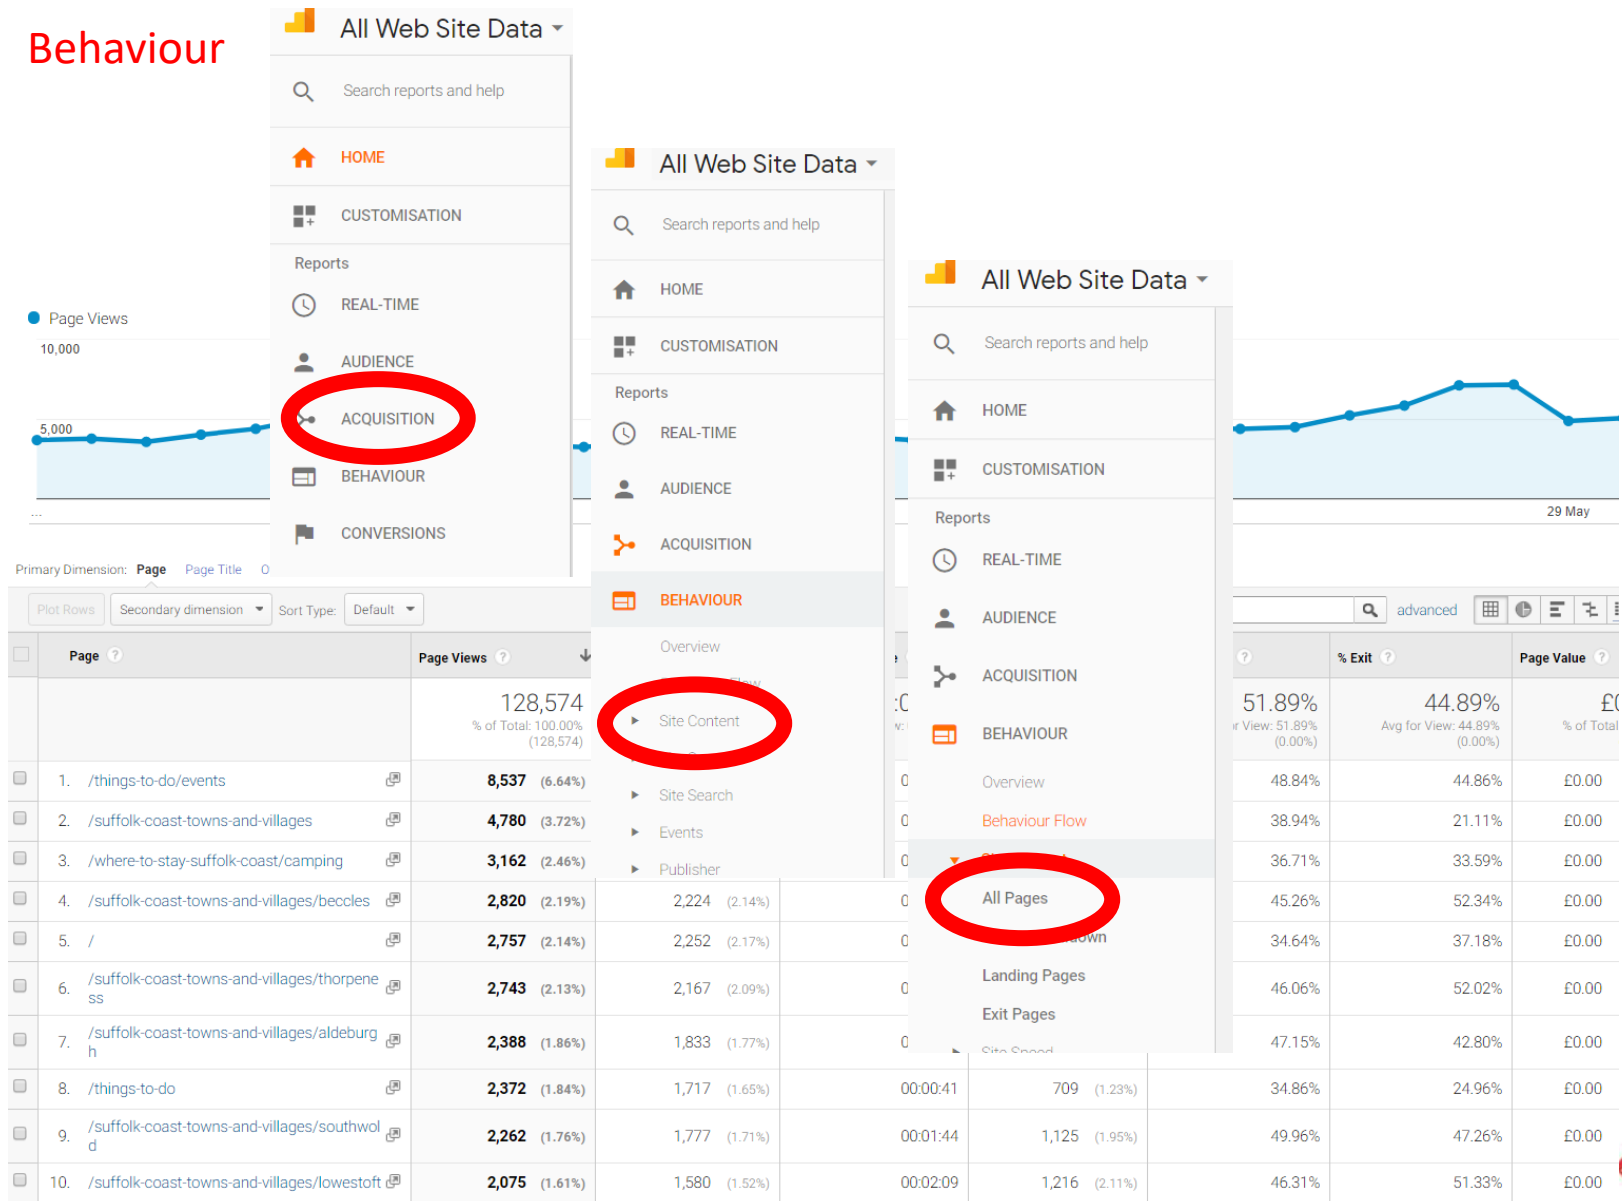 Behaviour
All Web Site Data
Search reports and help
HOME
CUSTOMISATION
Reports
REAL-TIME
AUDIENCE
ACQUISITION
BEHAVIOUR
CONVERSIONS
All Web Site Data
Search reports and help
HOME
CUSTOMISATION
Reports
REAL-TIME
AUDIENCE
ACQUISITION
BEHAVIOUR
Overview
Site Content
Site Search
Events
Publisher
All Web Site Data
Search reports and help
HOME
CUSTOMISATION
Reports
REAL-TIME
AUDIENCE
ACQUISITION
BEHAVIOUR
Overview
Behaviour Flow
All Pages
Landing Pages
Exit Pages
Site Speed
Page Views
10,000
5,000
...
29 May
Primary Dimension: Page Page Title
Plot Rows Secondary dimension Sort Type: Default advanced
Page Page Views % Exit Page Value
128,574 51.89% 44.89%
% of Total: 100.00% View: 51.89% Avg for View: 44.89% % of Total
(128,574) (0.00%) (0.00%)
1. /things-to-do/events 8,537 (6.64%) 48.84% 44.86% £0.00
2. /suffolk-coast-towns-and-villages 4,780 (3.72%) 38.94% 21.11% £0.00
3. /where-to-stay-suffolk-coast/camping 3,162 (2.46%) 36.71% 33.59% £0.00
4. /suffolk-coast-towns-and-villages/beccles 2,820 (2.19%) 2,224 (2.14%) 45.26% 52.34% £0.00
5. / 2,757 (2.14%) 2,252 (2.17%) 34.64% 37.18% £0.00
6. /suffolk-coast-towns-and-villages/thorpene
ss 2,743 (2.13%) 2,167 (2.09%) 46.06% 52.02% £0.00
7. /suffolk-coast-towns-and-villages/aldeburg
h 2,388 (1.86%) 1,833 (1.77%) 47.15% 42.80% £0.00
8. /things-to-do 2,372 (1.84%) 1,717 (1.65%) 00:00:41 709 (1.23%) 34.86% 24.96% £0.00
9. /suffolk-coast-towns-and-villages/southwol
d 2,262 (1.76%) 1,777 (1.71%) 00:01:44 1,125 (1.95%) 49.96% 47.26% £0.00
10. /suffolk-coast-towns-and-villages/lowestoft 2,075 (1.61%) 1,580 (1.52%) 00:02:09 1,216 (2.11%) 46.31% 51.33% £0.00